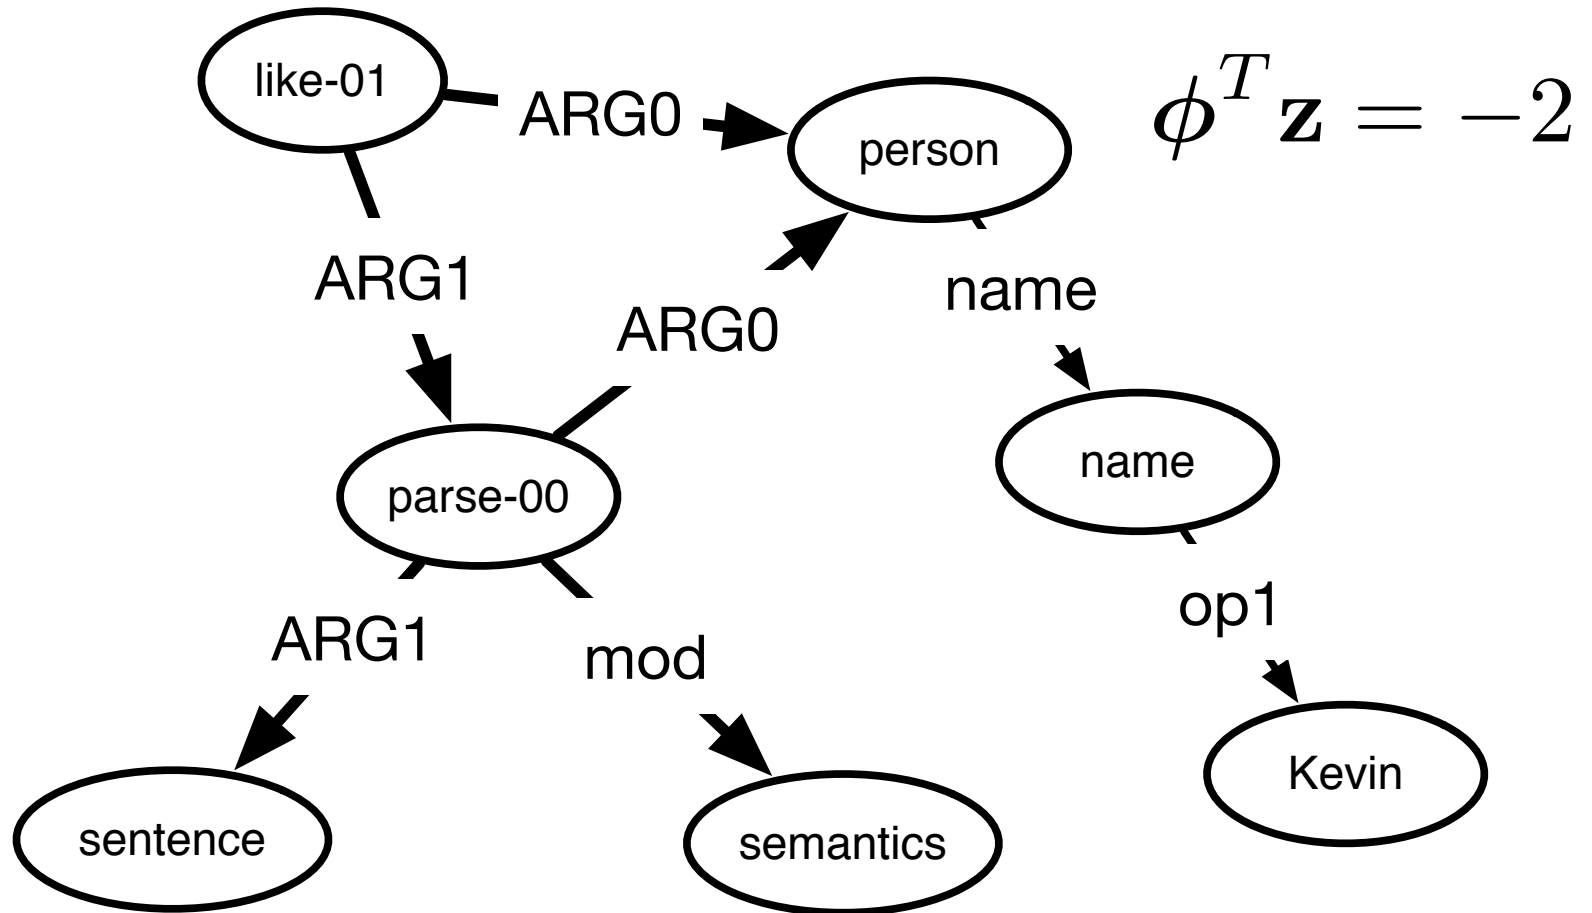 like-01
ARG0
person
ϕ^T z = −2
ARG1
ARG0
name
parse-00
name
ARG1
mod
op1
sentence
semantics
Kevin